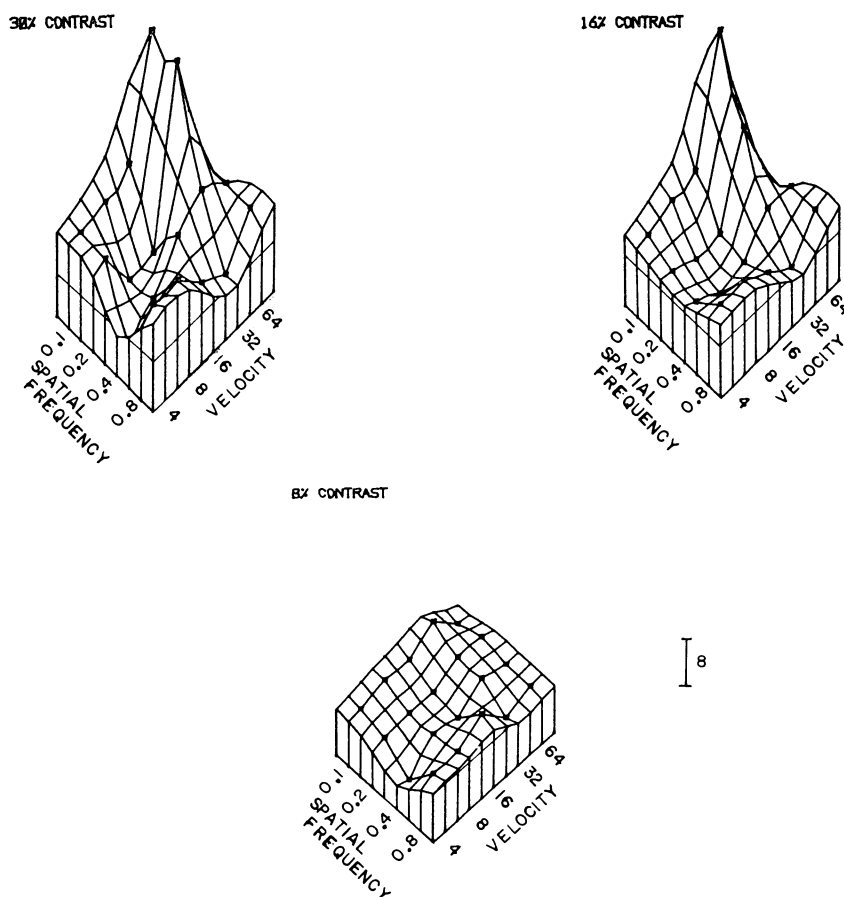 30% CONTRAST
0.1
0.2
0.4
0.8
SPATIAL
FREQUENCY
4
8
16
32
64
VELOCITY
16% CONTRAST
0.1
0.2
0.4
0.8
SPATIAL
FREQUENCY
4
8
16
32
64
VELOCITY
8% CONTRAST
0.1
0.2
0.4
0.8
SPATIAL
FREQUENCY
4
8
16
32
64
VELOCITY
8